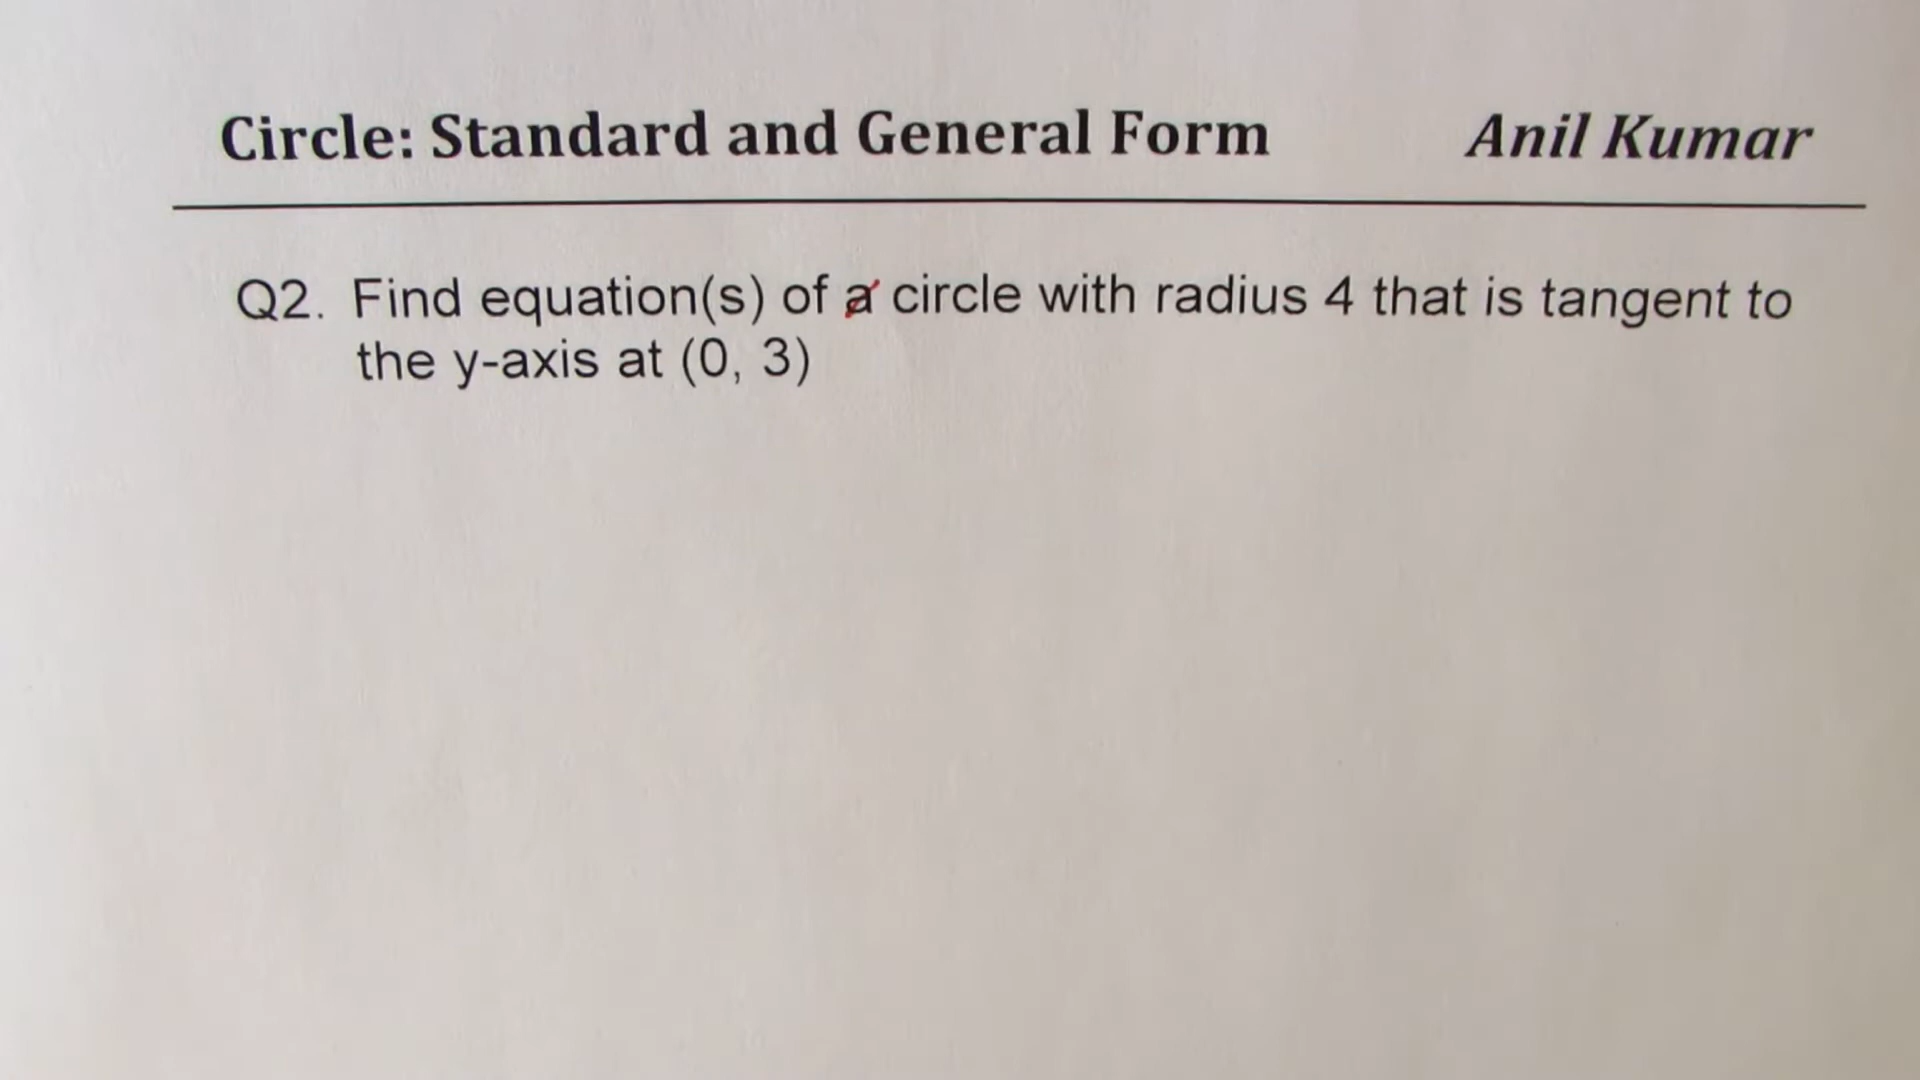 Circle: Standard and General Form Anil Kumar
Q2. Find equation(s) of a circle with radius 4 that is tangent to
the y-axis at (0, 3)